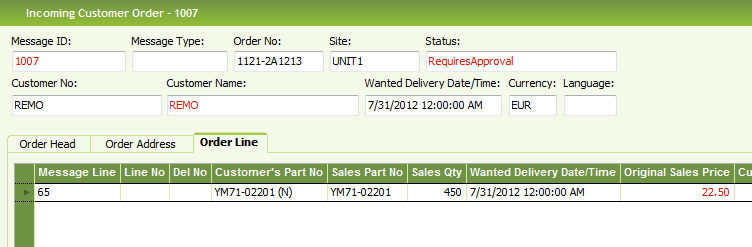 Incoming Customer Order - 1007
Message ID: Message Type: Order No: Site: Status:
1007 1121-2A1213 UNIT1 RequiresApproval
Customer No: Customer Name: Wanted Delivery Date/Time: Currency: Language:
REMO REMO 7/31/2012 12:00:00 AM EUR
Order Head Order Address Order Line
Message Line Line No Del No Customer's Part No Sales Part No Sales Qty Wanted Delivery Date/Time Original Sales Price Cu
65 YM71-02201 (N) YM71-02201 450 7/31/2012 12:00:00 AM 22.50